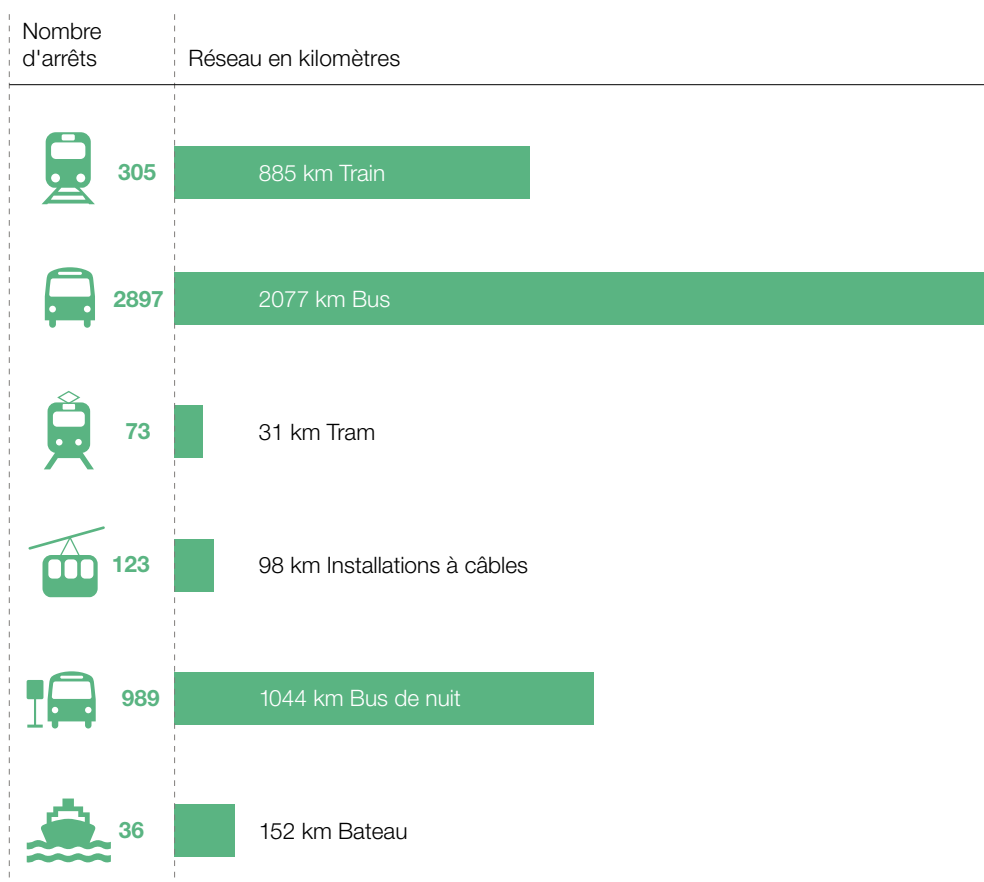 Nombre
d'arrêts
Réseau en kilomètres
305
885 km Train
2897
2077 km Bus
73
31 km Tram
123
98 km Installations à câbles
989
1044 km Bus de nuit
36
152 km Bateau